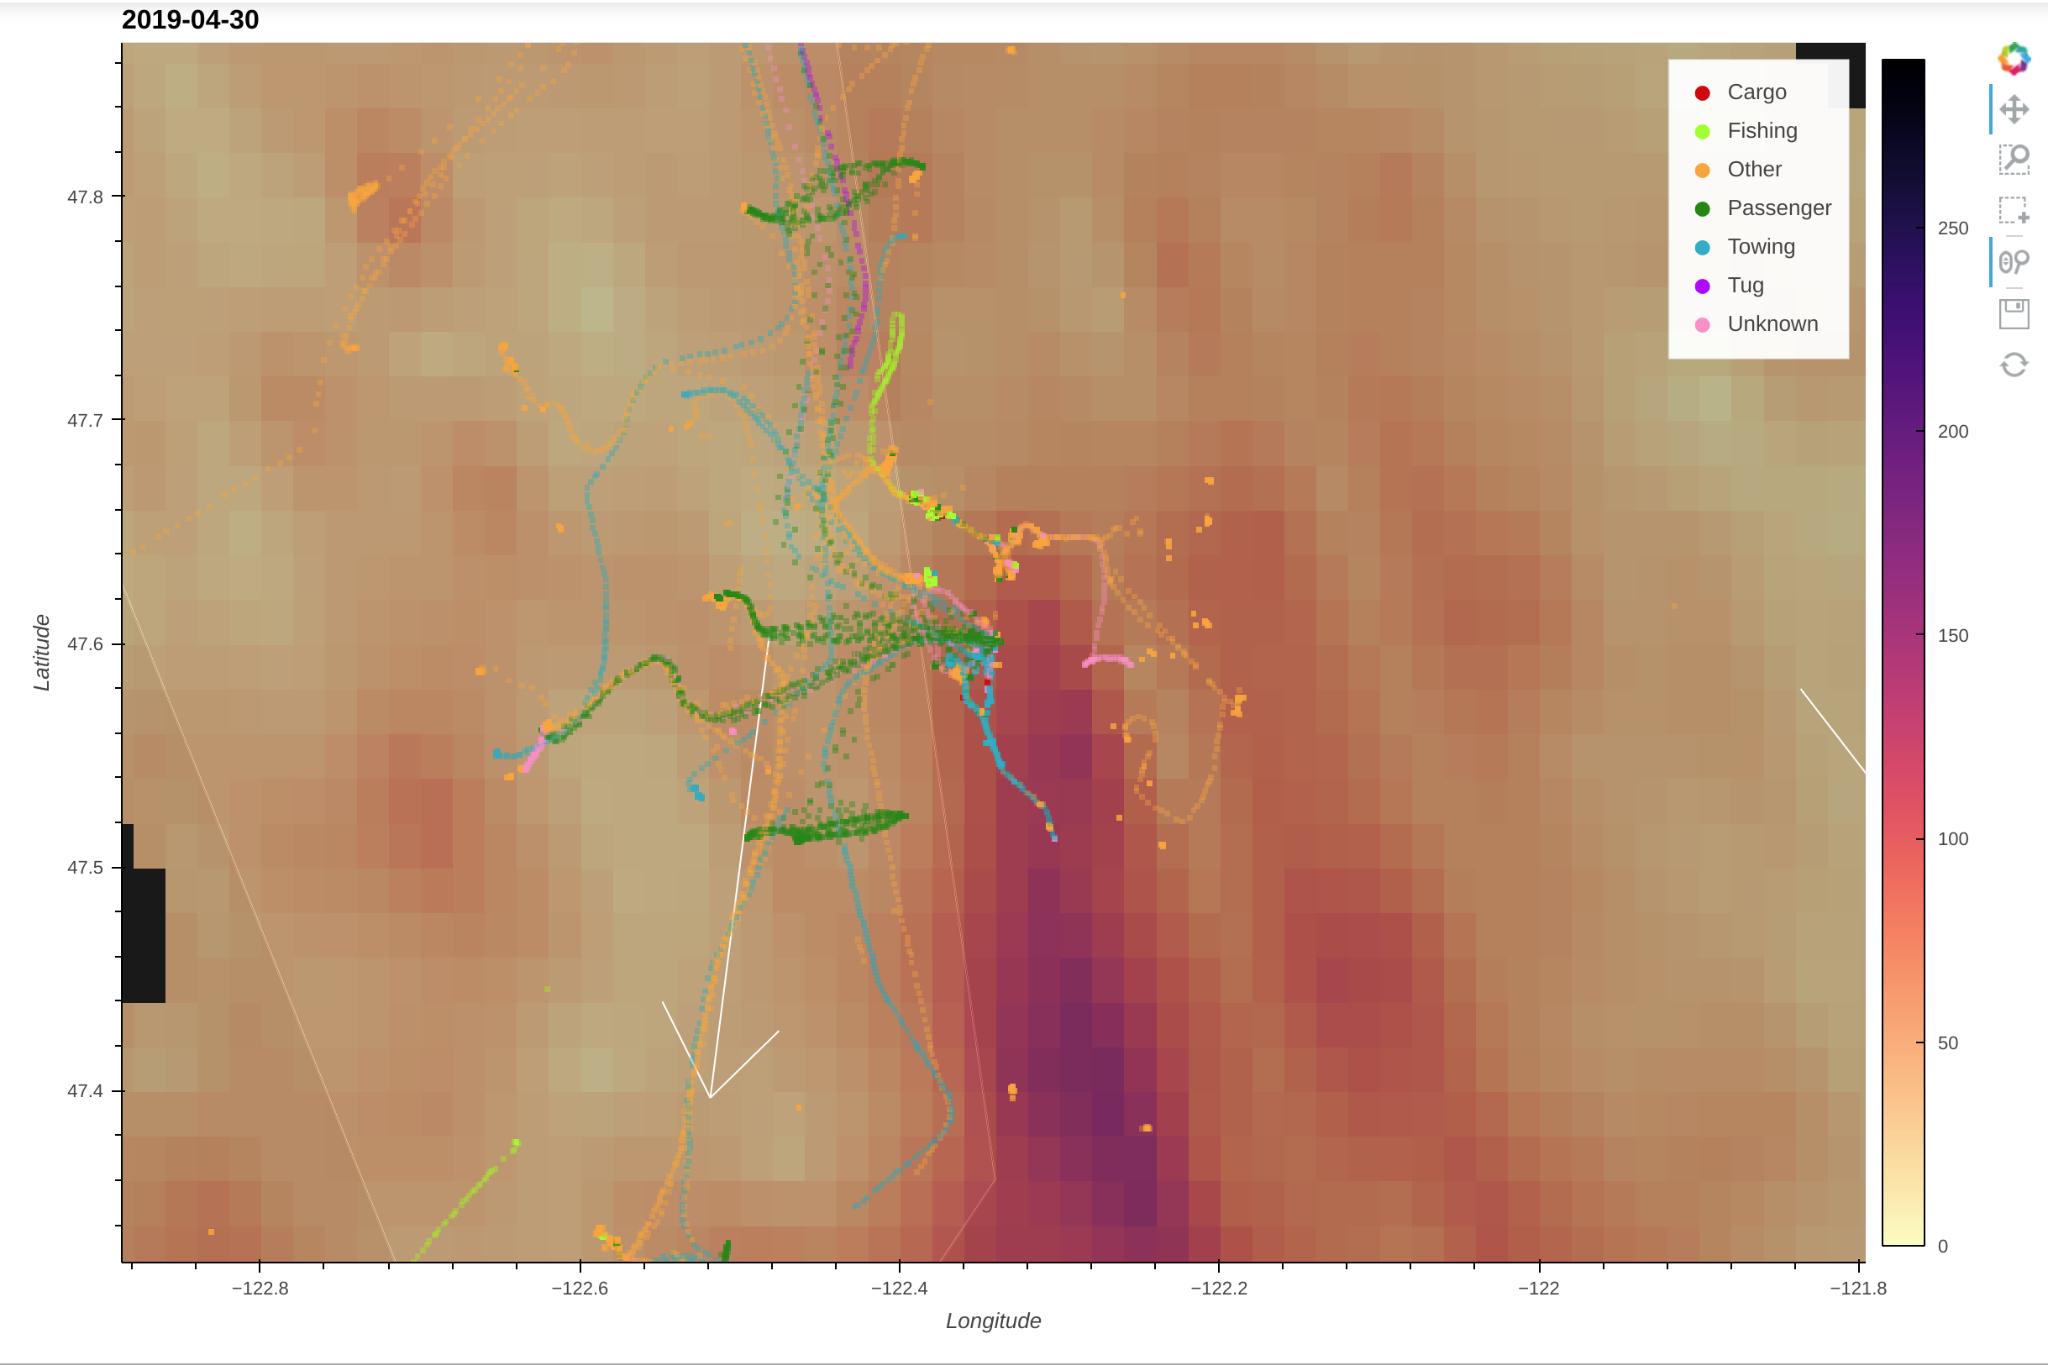 2019-04-30
Cargo
Fishing
Other
Passenger
Towing
Tug
Unknown
47.8
47.7
47.6
47.5
47.4
Latitude
−122.8
−122.6
−122.4
−122.2
−122
−121.8
Longitude
250
200
150
100
50
0